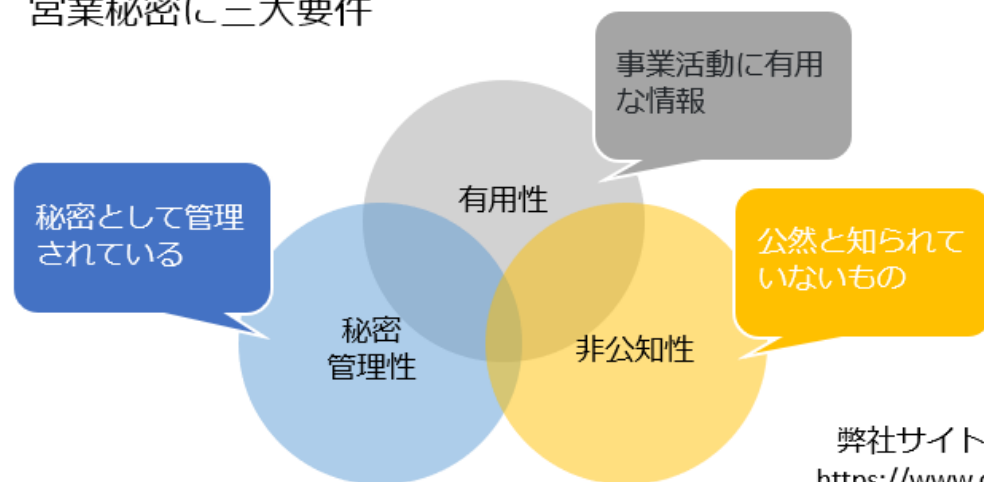 営業秘密に三大要件
事業活動に有用
な情報
有用性
秘密として管理
されている
公然と知られて
いないもの
秘密
管理性
非公知性
弊社サイト
https://www.